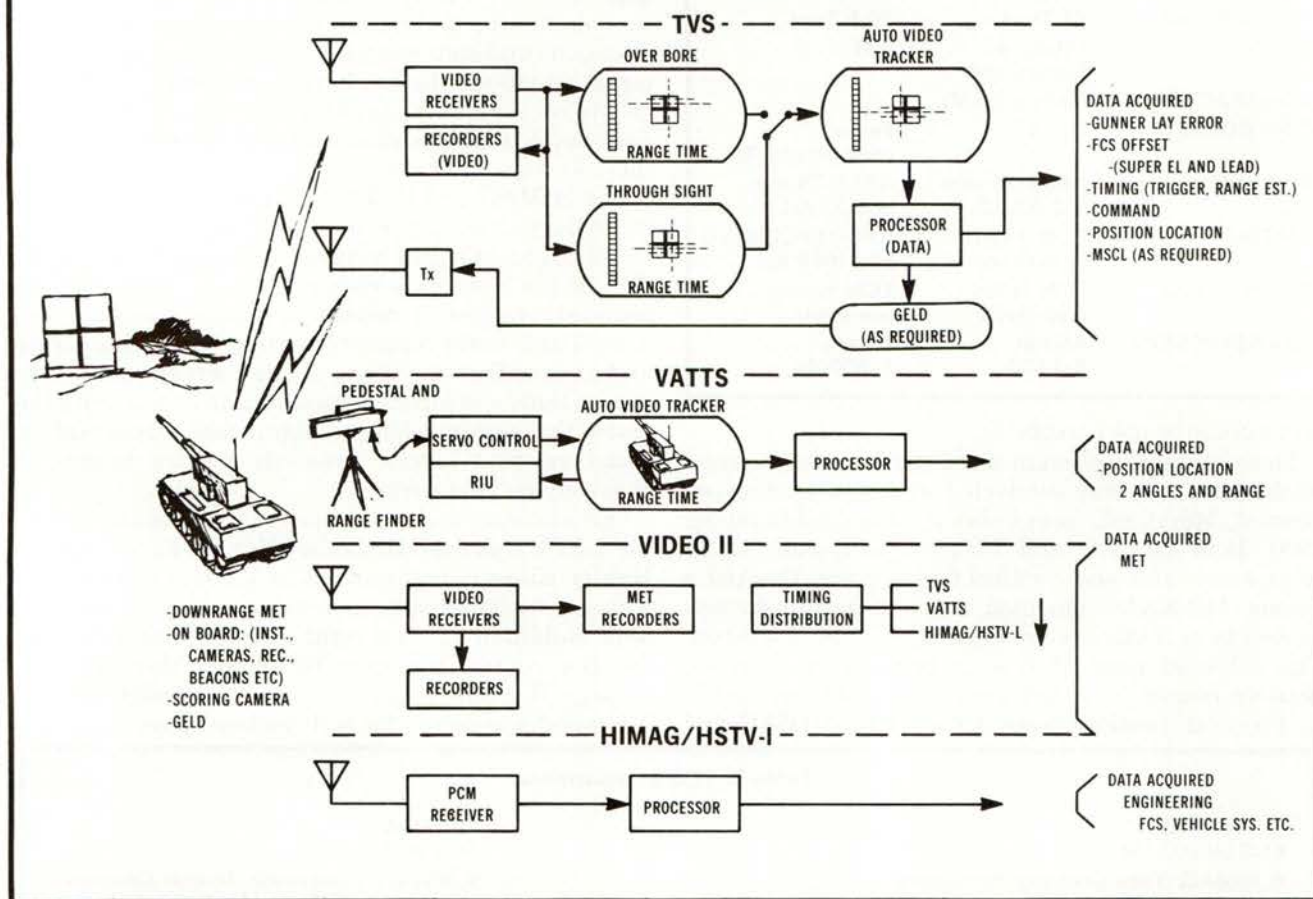 TVS
OVER BORE
AUTO VIDEO
TRACKER
VIDEO
RECEIVERS
RECORDERS
(VIDEO)
RANGE TIME
THROUGH SIGHT
RANGE TIME
Tx
PROCESSOR
(DATA)
GELD
(AS REQUIRED)
DATA ACQUIRED
-GUNNER LAY ERROR
-FCS OFFSET
-(SUPER EL AND LEAD)
-TIMING (TRIGGER, RANGE EST.)
-COMMAND
-POSITION LOCATION
-MSCL (AS REQUIRED)
VATTS
PEDESTAL AND
RANGE FINDER
SERVO CONTROL
RIU
AUTO VIDEO TRACKER
RANGE TIME
PROCESSOR
DATA ACQUIRED
-POSITION LOCATION
2 ANGLES AND RANGE
VIDEO II
VIDEO
RECEIVERS
RECORDERS
MET
RECORDERS
TIMING
DISTRIBUTION
TVS
VATTS
HIMAG/HSTV-L
DATA ACQUIRED
MET
-DOWNRANGE MET
-ON BOARD: (INST.,
CAMERAS, REC.,
BEACONS ETC)
-SCORING CAMERA
-GELD
HIMAG/HSTV-I
PCM
RECEIVER
PROCESSOR
DATA ACQUIRED
ENGINEERING
FCS, VEHICLE SYS. ETC.